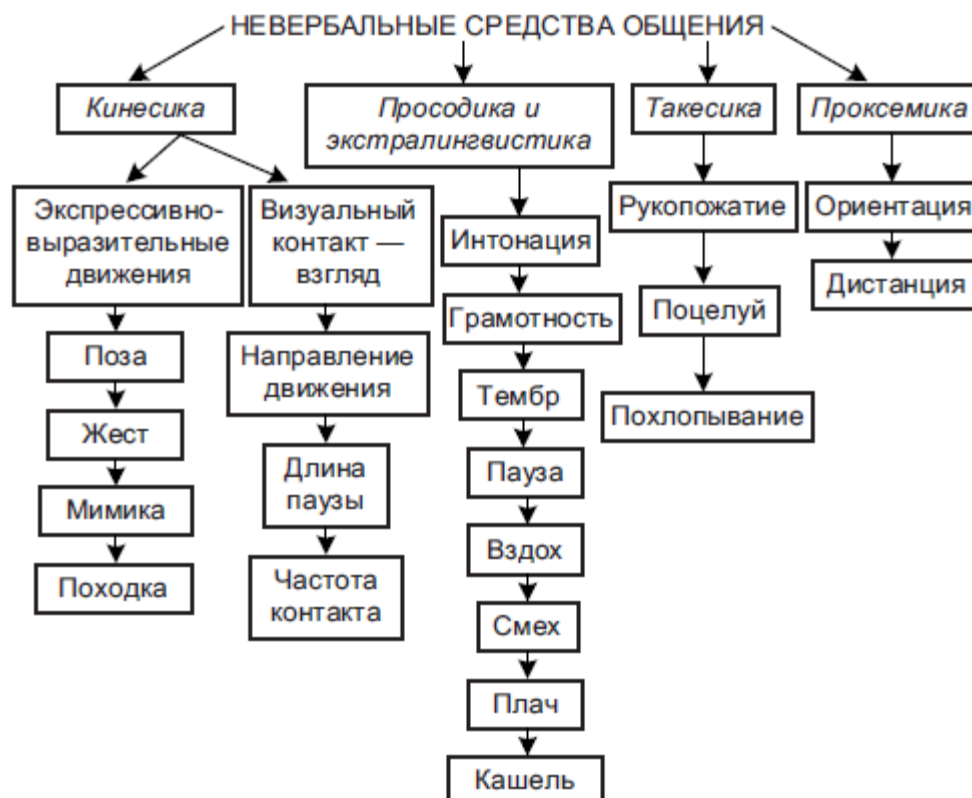 НЕВЕРБАЛЬНЫЕ СРЕДСТВА ОБЩЕНИЯ
Кинесика
Просодика и
экстралингвистика
Такесика
Проксемика
Экспрессивно-
выразительные
движения
Визуальный
контакт —
взгляд
Интонация
Рукопожатие
Ориентация
Поза
Жест
Мимика
Походка
Направление
движения
Длина
паузы
Частота
контакта
Грамотность
Тембр
Пауза
Вздох
Смех
Плач
Кашель
Поцелуй
Похлопывание
Дистанция